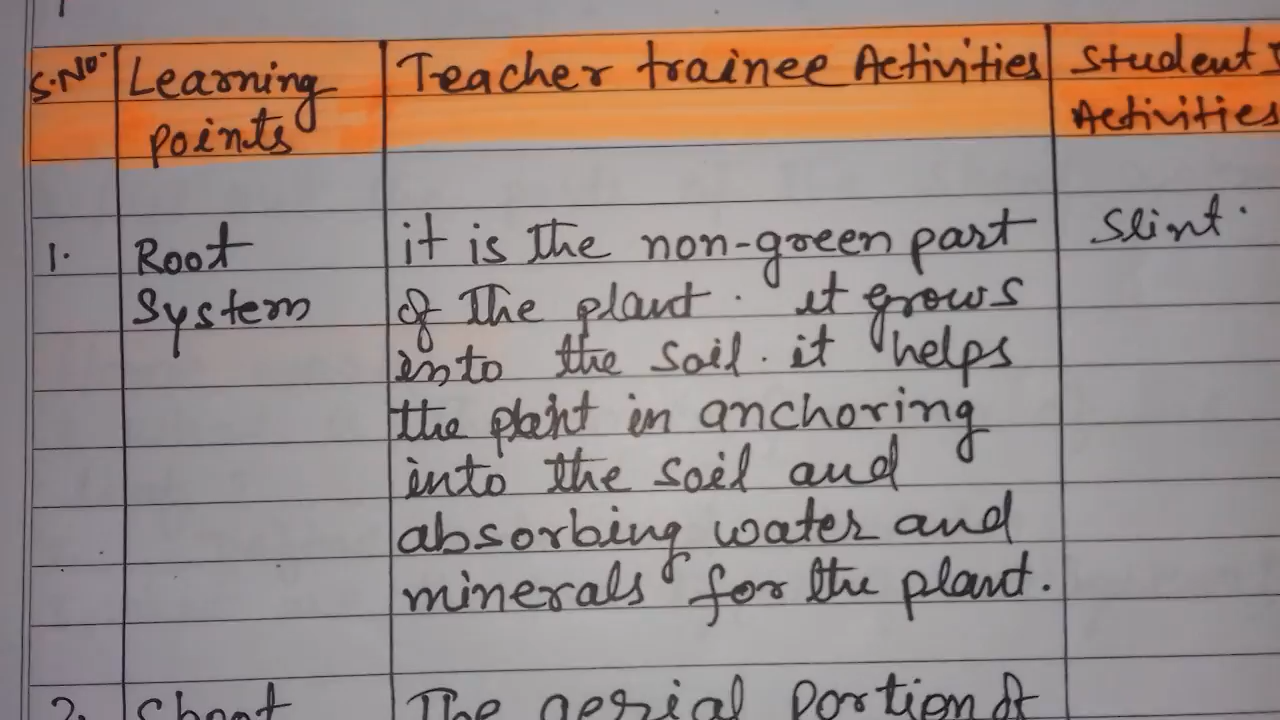 S.No. Learning points Teacher trainee Activities Student Activities
1. Root System it is the non-green part Slint.
of the plant. it grows
into the soil. it helps
the plant in anchoring
into the soil and
absorbing water and
minerals for the plant.
2. Shoot The aerial portion of